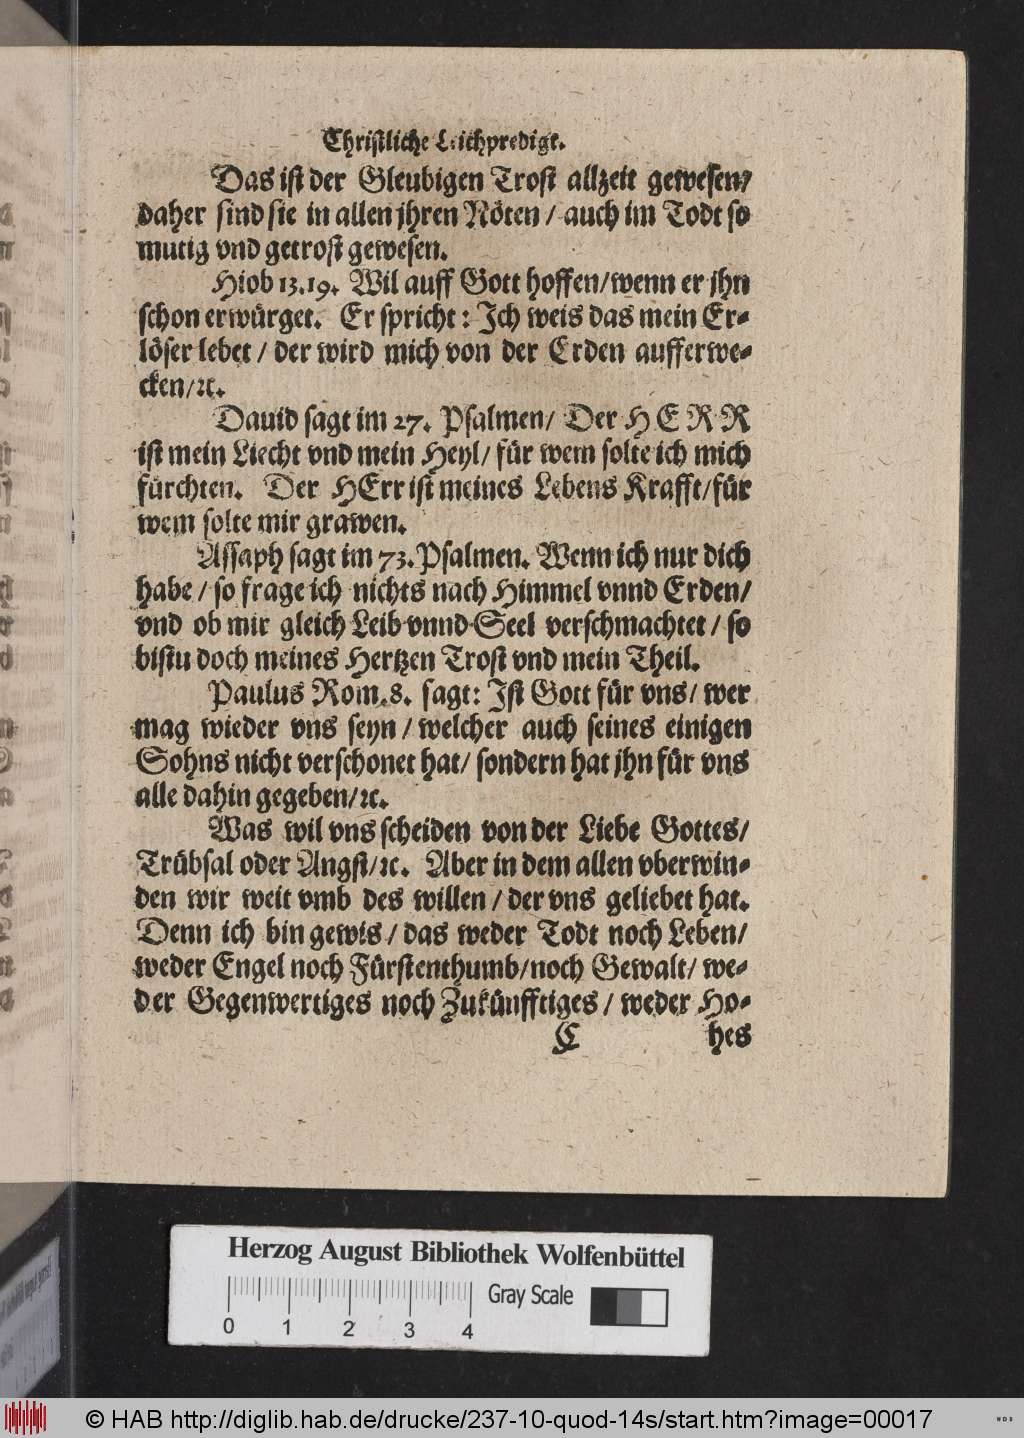 Christliche Leichpredigt.
Das ist der Gleubigen Trost allzeit gewesen/
daher sind sie in allen jhren Nöten / auch im Todt so
mutig vnd getrost gewesen.
Hiob 13.19. Wil auff Gott hoffen/wenn er jhn
schon erwürget. Er spricht: Ich weis das mein Er-
löser lebet / der wird mich von der Erden aufferwe-
cken/ꝛc.
Dauid sagt im 27. Psalmen/ Der HERR
ist mein Liecht vnd mein Heyl/ für wem solte ich mich
fürchten. Der HErr ist meines Lebens Krafft/für
wem solte mir grawen.
Assaph sagt im 73. Psalmen. Wenn ich nur dich
habe / so frage ich nichts nach Himmel vnnd Erden/
vnd ob mir gleich Leib vnnd Seel verschmachtet / so
bistu doch meines Hertzen Trost vnd mein Theil.
Paulus Rom.8. sagt: Ist Gott für vns/ wer
mag wieder vns seyn / welcher auch seines einigen
Sohns nicht verschonet hat/ sondern hat jhn für vns
alle dahin gegeben/ꝛc.
Was wil vns scheiden von der Liebe Gottes/
Trübsal oder Angst/ꝛc. Aber in dem allen vberwin-
den wir weit vmb des willen / der vns geliebet hat.
Denn ich bin gewis / das weder Todt noch Leben/
weder Engel noch Fürstenthumb/noch Gewalt/ we-
der Gegenwertiges noch Zukünfftiges / weder Ho-
C hes
Herzog August Bibliothek Wolfenbüttel
Gray Scale
0 1 2 3 4
© HAB http://diglib.hab.de/drucke/237-10-quod-14s/start.htm?image=00017